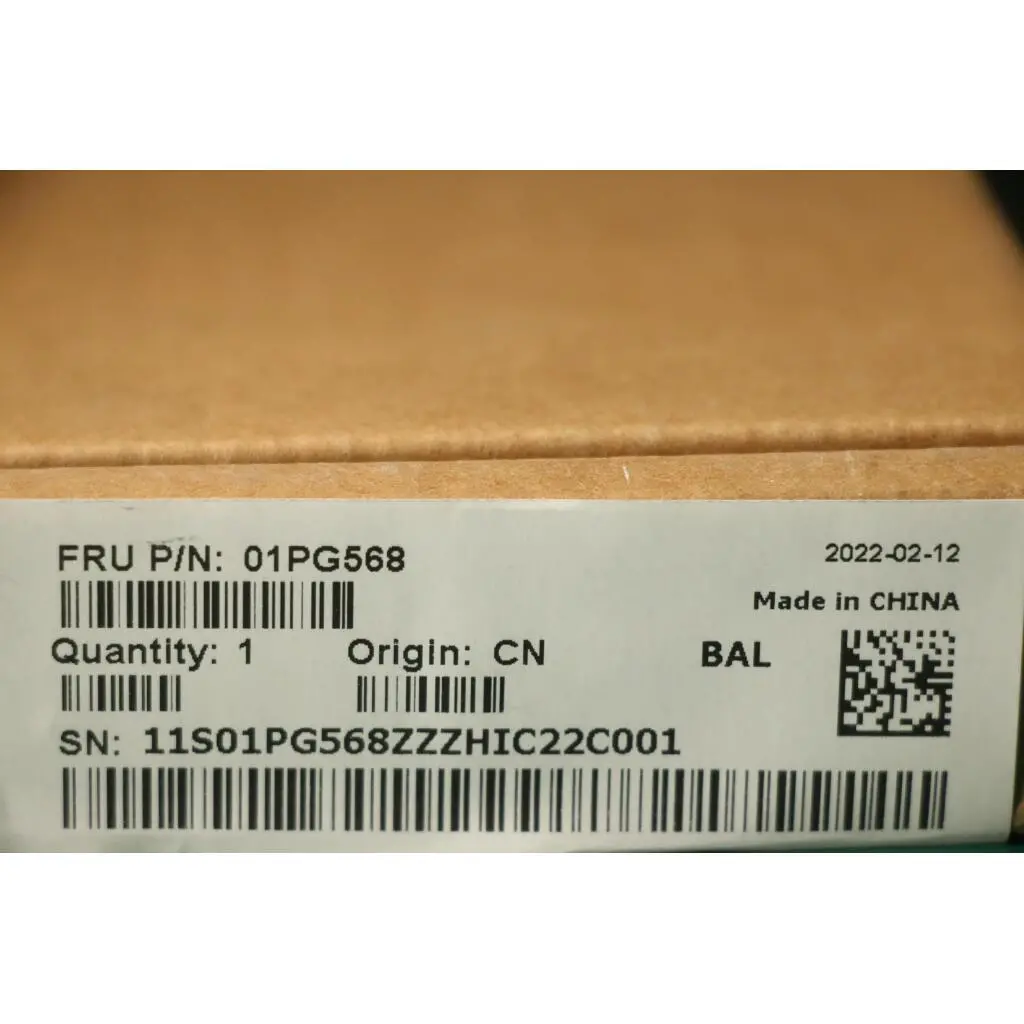 FRU P/N: 01PG568
2022-02-12
Made in CHINA
Quantity: 1 Origin: CN BAL
SN: 11S01PG568ZZZHIC22C001